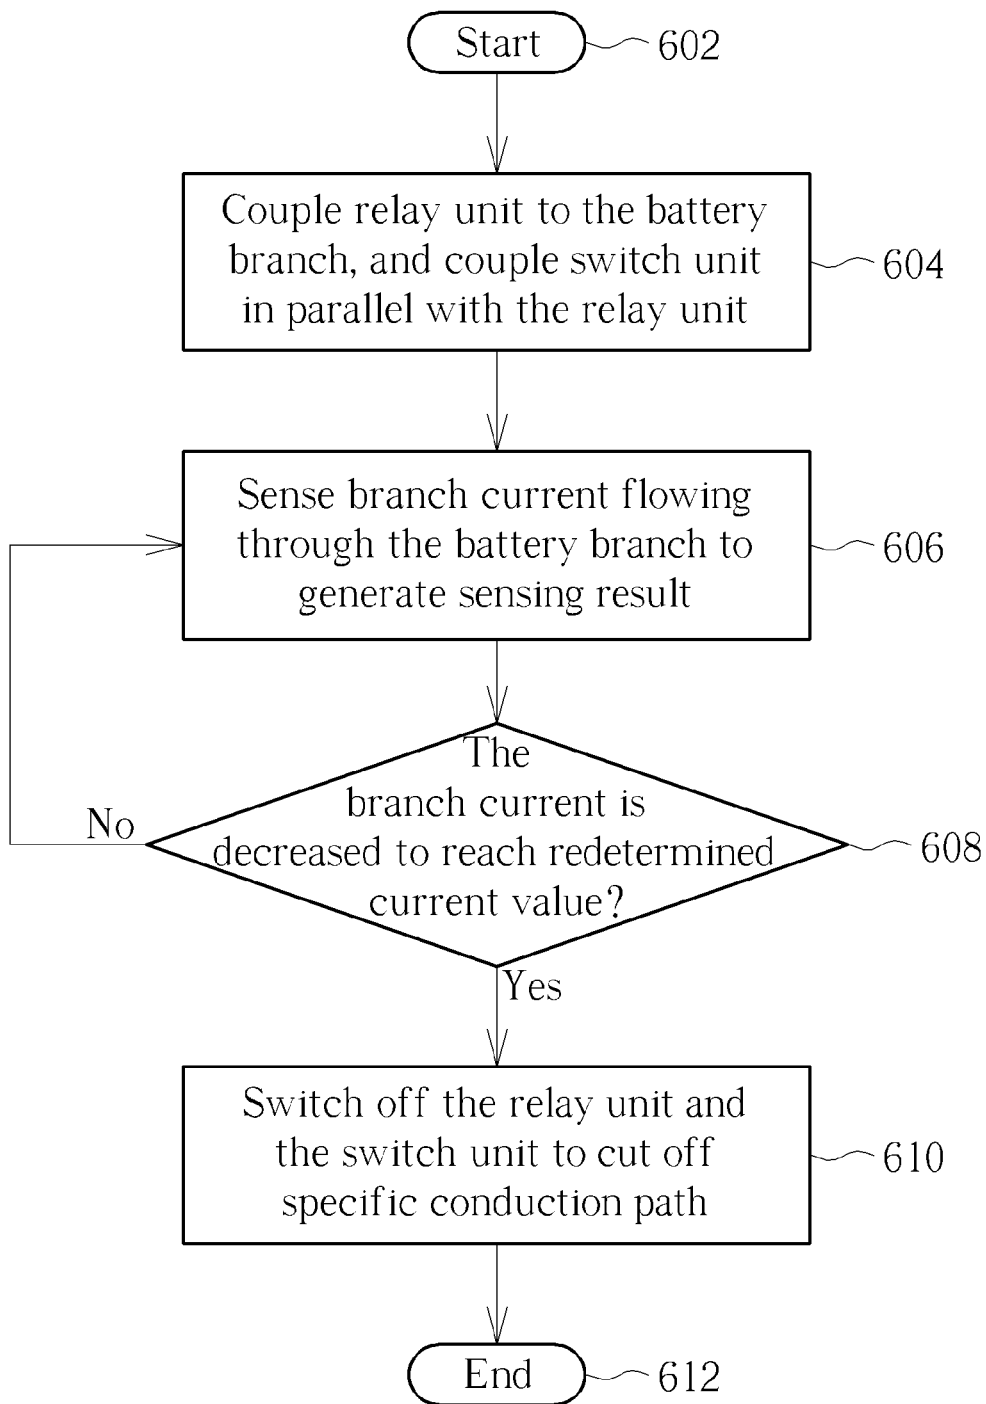 Start
602
Couple relay unit to the battery
branch, and couple switch unit
in parallel with the relay unit
604
Sense branch current flowing
through the battery branch to
generate sensing result
606
The
branch current is
decreased to reach redetermined
current value?
608
No
Yes
Switch off the relay unit and
the switch unit to cut off
specific conduction path
610
End
612